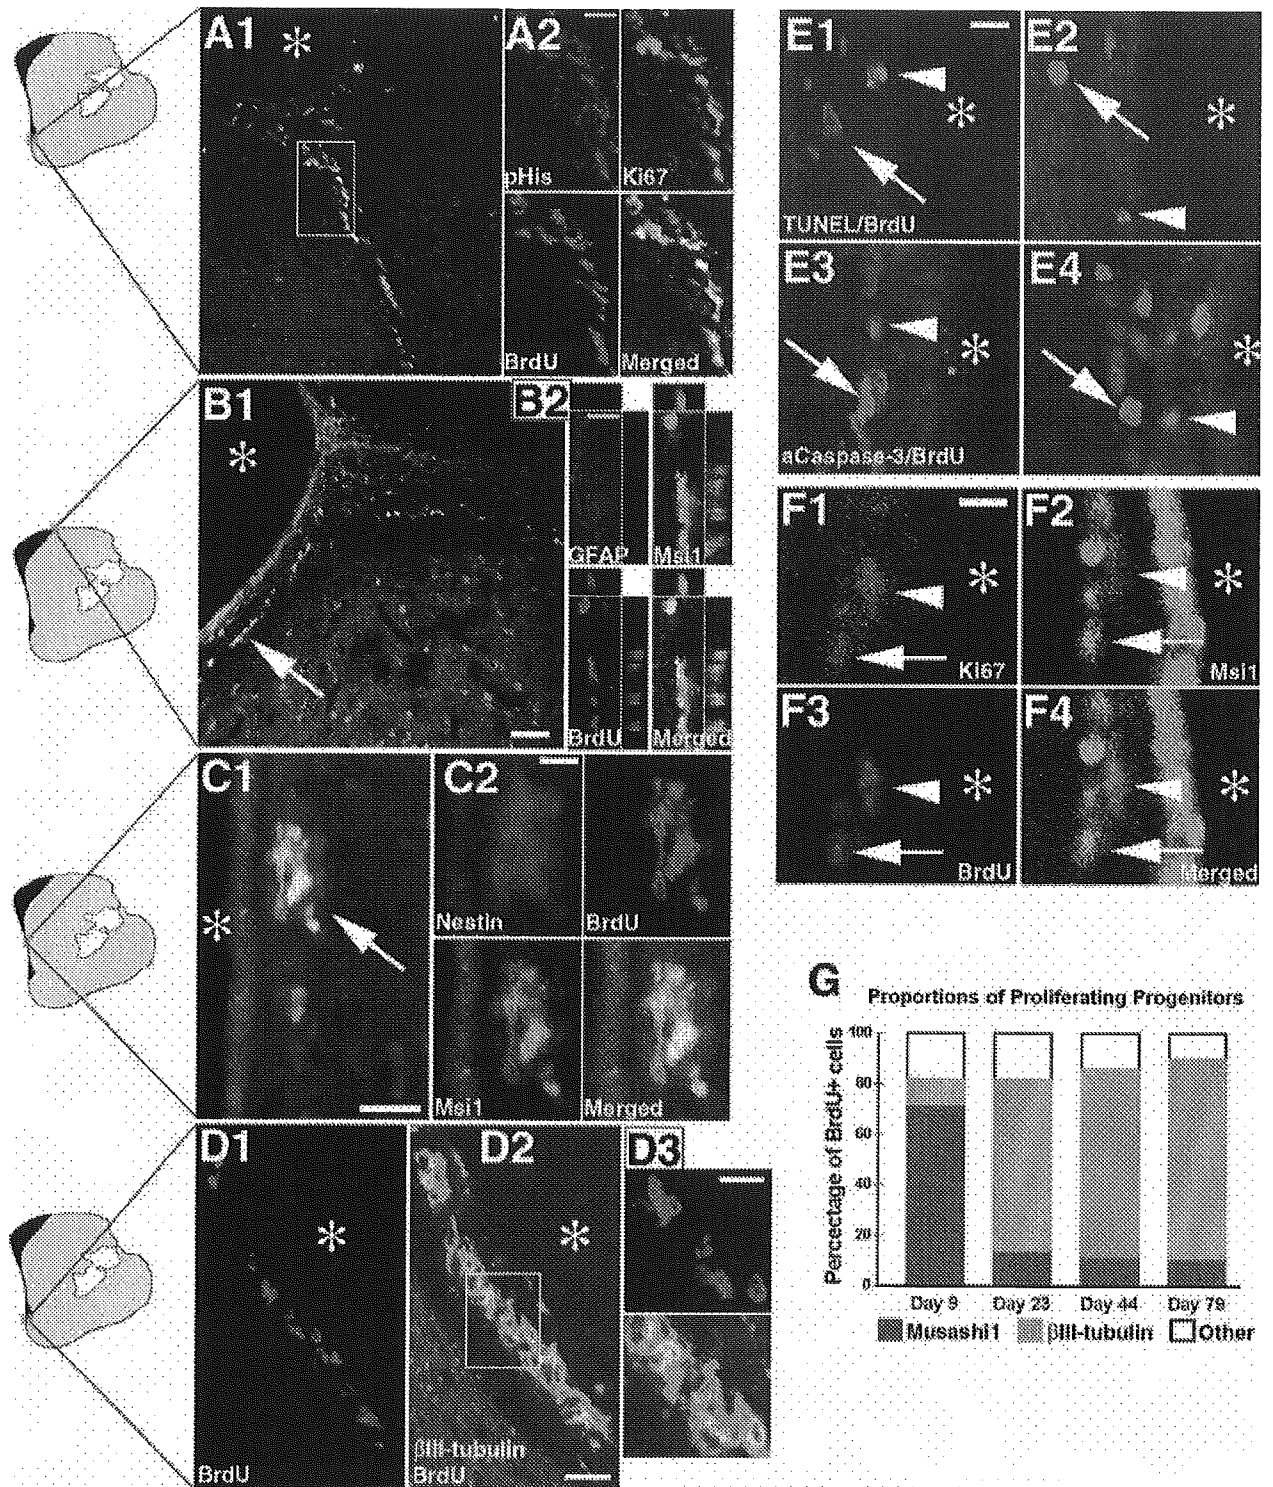 A1
A2
pHis
Ki67
BrdU
Merged
B1
B2
GFAP
Msi1
BrdU
Merged
C1
C2
Nestin
BrdU
Msi1
Merged
D1
D2
D3
BrdU
βIII-tubulin
BrdU
E1
E2
TUNEL/BrdU
E3
E4
aCaspase-3/BrdU
F1
F2
Ki67
Msi1
F3
F4
BrdU
Merged
G
Proportions of Proliferating Progenitors
Percectage of BrdU+ cells
100
80
60
40
20
0
Day 9 Day 23 Day 44 Day 79
Musashi1 βIII-tubulin Other